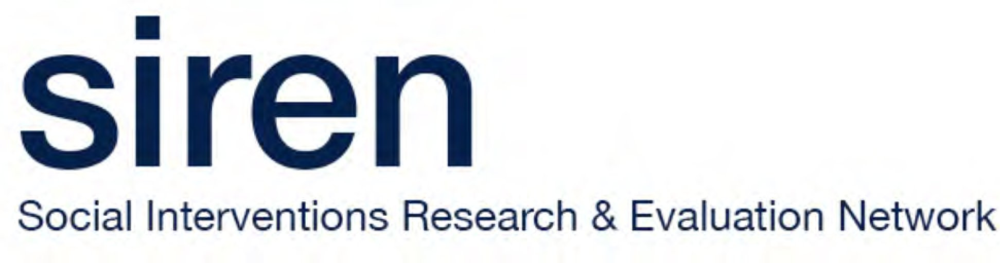 siren
Social Interventions Research & Evaluation Network